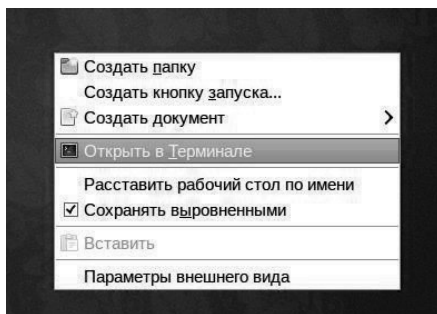 Создать папку
Создать кнопку запуска...
Создать документ
Открыть в Терминале
Расставить рабочий стол по имени
Сохранять выровненными
Вставить
Параметры внешнего вида